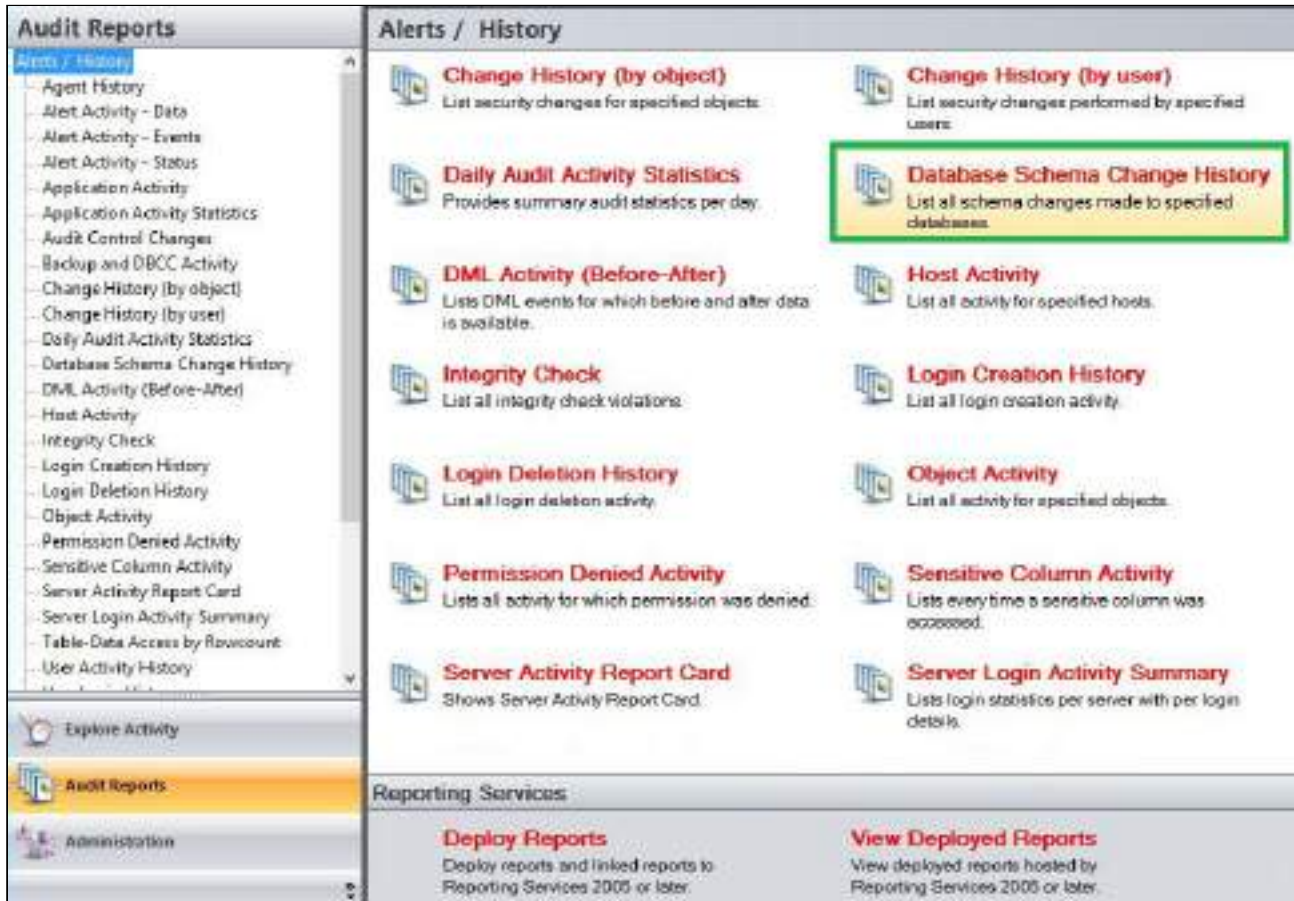 Audit Reports
Alerts / History
Agent History
Alert Activity - Data
Alert Activity - Events
Alert Activity - Status
Application Activity
Application Activity Statistics
Audit Control Changes
Backup and DBCC Activity
Change History (by object)
Change History (by user)
Daily Audit Activity Statistics
Database Schema Change History
DML Activity (Before-After)
Host Activity
Integrity Check
Login Creation History
Login Deletion History
Object Activity
Permission Denied Activity
Sensitive Column Activity
Server Activity Report Card
Server Login Activity Summary
Table-Data Access by Rowcount
User Activity History
Explore Activity
Audit Reports
Administration
Alerts / History
Change History (by object)
List security changes for specified objects.
Change History (by user)
List security changes performed by specified
users.
Daily Audit Activity Statistics
Provides summary audit statistics per day.
Database Schema Change History
List all schema changes made to specified
databases.
DML Activity (Before-After)
Lists DML events for which before and after data
is available.
Host Activity
List all activity for specified hosts.
Integrity Check
List all integrity check violations.
Login Creation History
List all login creation activity.
Login Deletion History
List all login deletion activity.
Object Activity
List all activity for specified objects.
Permission Denied Activity
Lists all activity for which permission was denied.
Sensitive Column Activity
Lists every time a sensitive column was
accessed.
Server Activity Report Card
Shows Server Activity Report Card.
Server Login Activity Summary
Lists login statistics per server with per login
details.
Reporting Services
Deploy Reports
Deploy reports and linked reports to
Reporting Services 2005 or later.
View Deployed Reports
View deployed reports hosted by
Reporting Services 2005 or later.